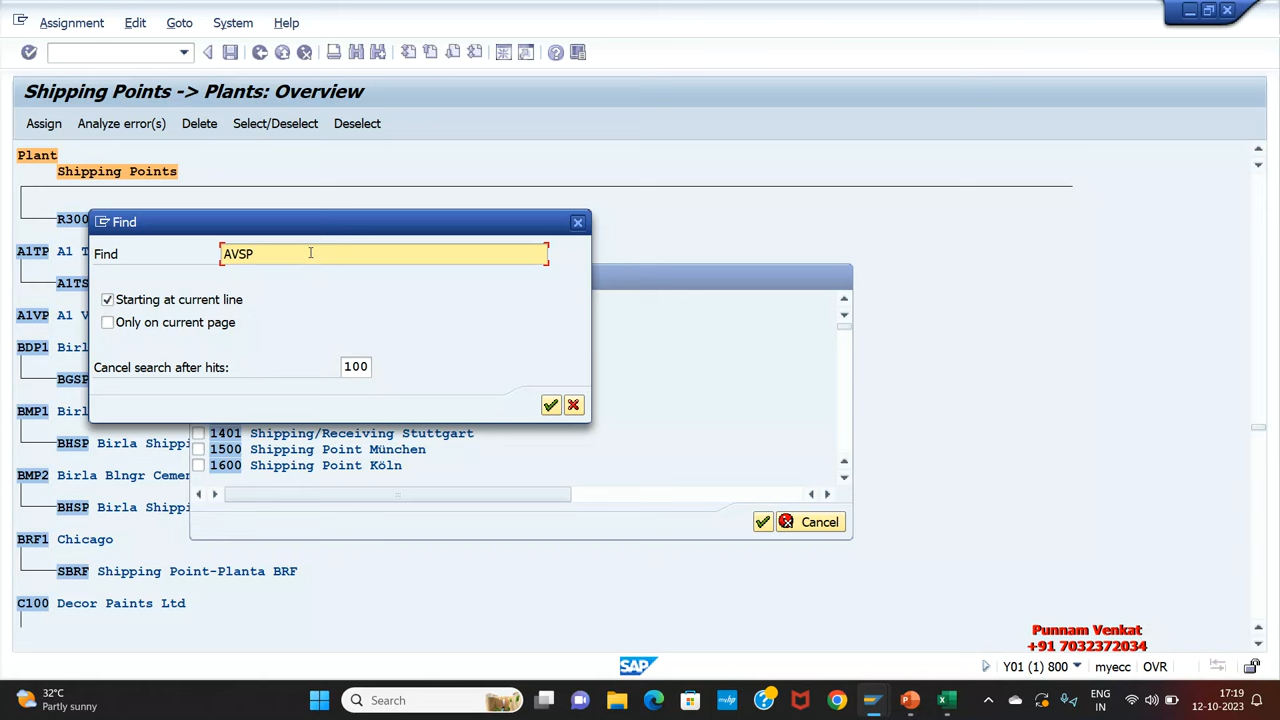 Assignment Edit Goto System Help
Shipping Points -> Plants: Overview
Assign Analyze error(s) Delete Select/Deselect Deselect
Plant
Shipping Points
R300
A1TP A1 T
A1TS
A1VP A1 V
BDP1 Birl
BGSP
BMP1 Birl
BHSP Birla Shippi
BMP2 Birla Blngr Cemer
BHSP Birla Shippi
BRF1 Chicago
SBRF Shipping Point-Planta BRF
C100 Decor Paints Ltd
Find
Find AVSP
Starting at current line
Only on current page
Cancel search after hits: 100
1401 Shipping/Receiving Stuttgart
1500 Shipping Point München
1600 Shipping Point Köln
Cancel
Punnam Venkat
+91 7032372034
SAP
Y01 (1) 800 myecc OVR
32°C
Partly sunny
Search
ENG
IN
17:19
12-10-2023